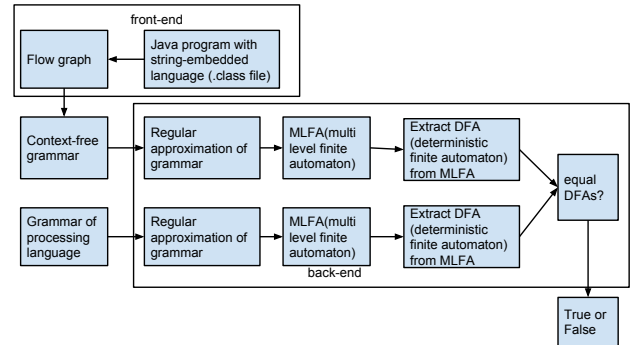 front-end
Flow graph
Java program with
string-embedded
language (.class file)
Context-free
grammar
Regular
approximation of
grammar
MLFA(multi
level finite
automaton)
Extract DFA
(deterministic
finite automaton)
from MLFA
equal
DFAs?
Grammar of
processing
language
Regular
approximation of
grammar
MLFA(multi
level finite
automaton)
Extract DFA
(deterministic
finite automaton)
from MLFA
back-end
True or
False